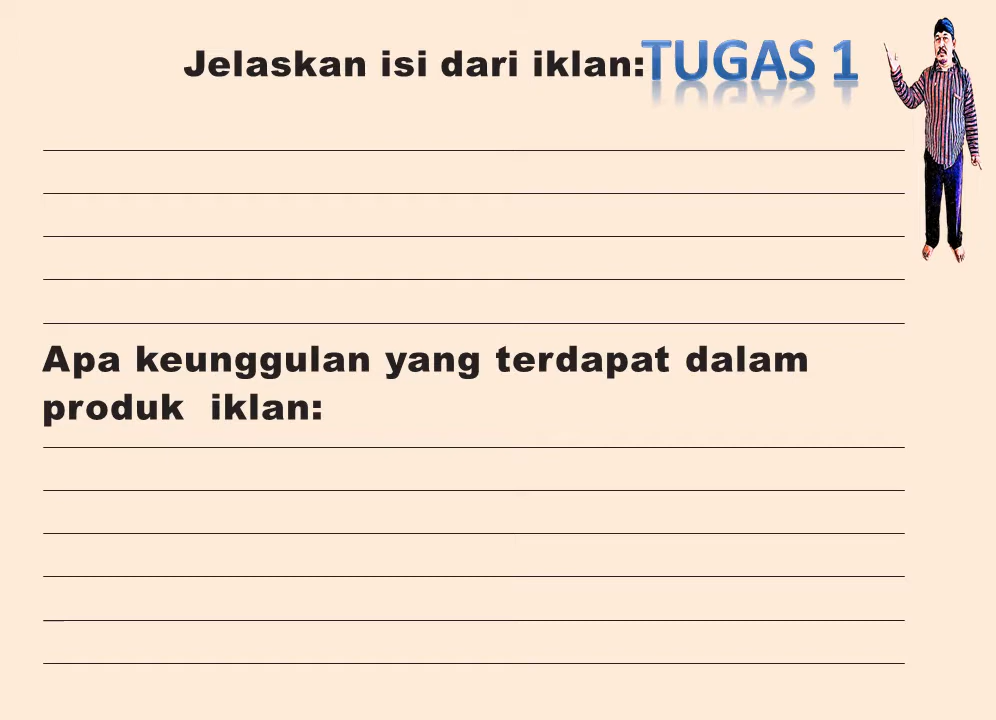 Jelaskan isi dari iklan:TUGAS 1
Apa keunggulan yang terdapat dalam
produk iklan: